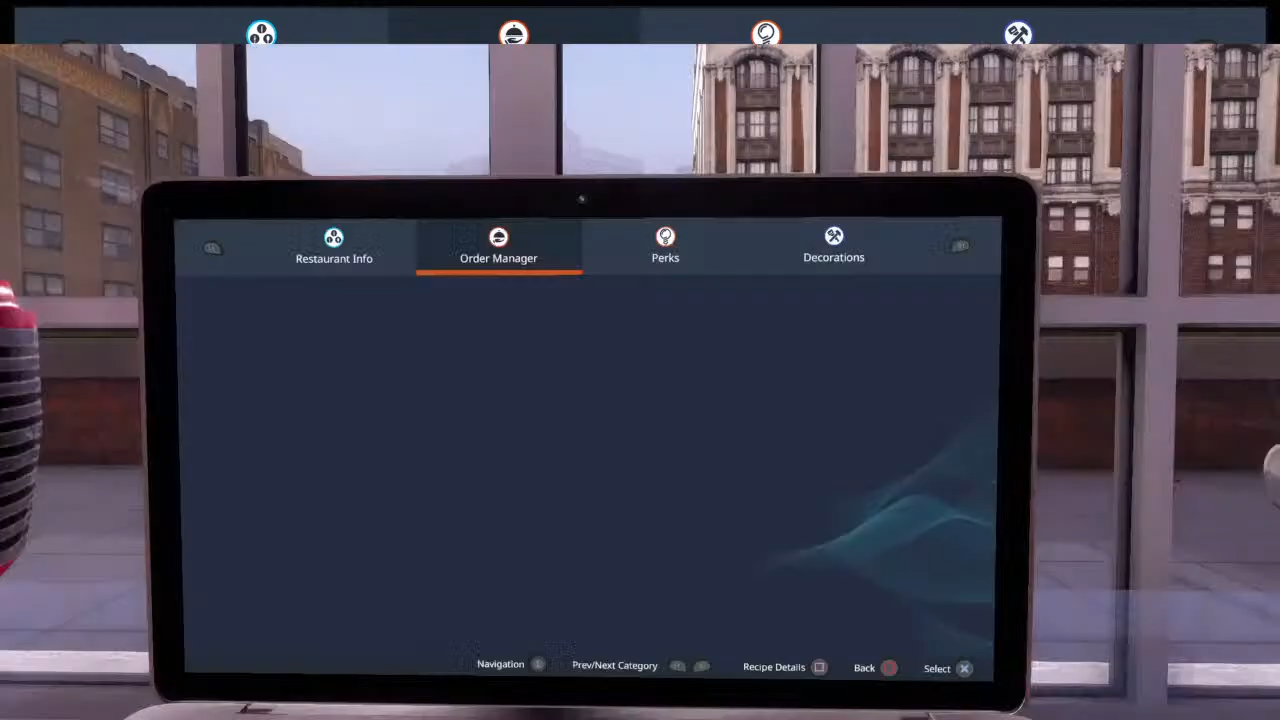 Restaurant Info
Order Manager
Perks
Decorations
Navigation
Prev/Next Category
Recipe Details
Back
Select